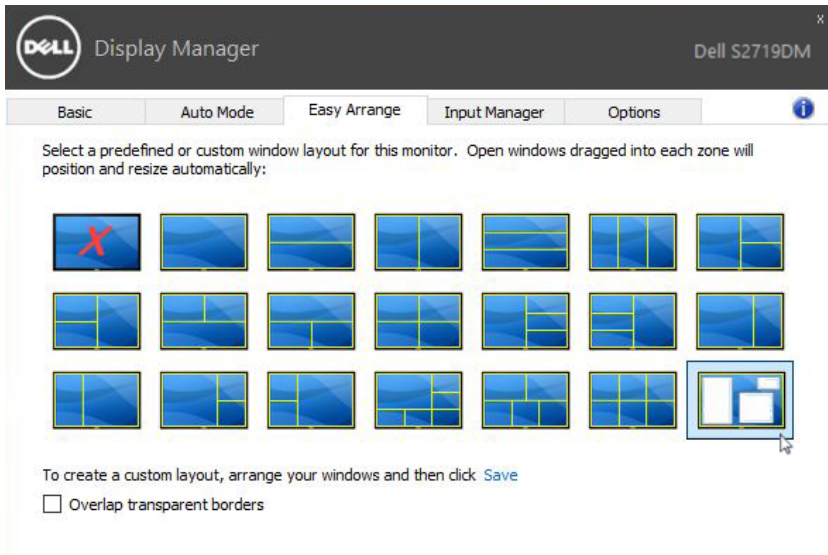 x
DELL
Display Manager
Dell S2719DM
Basic
Auto Mode
Easy Arrange
Input Manager
Options
i
Select a predefined or custom window layout for this monitor. Open windows dragged into each zone will
position and resize automatically:
X
To create a custom layout, arrange your windows and then click Save
Overlap transparent borders